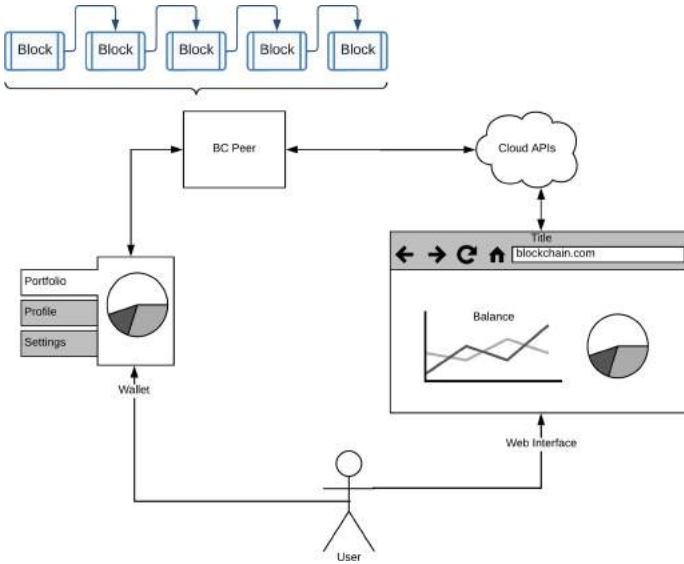 Block
Block
Block
Block
Block
BC Peer
Cloud APIs
Title
blockchain.com
Portfolio
Profile
Settings
Balance
Wallet
Web Interface
User